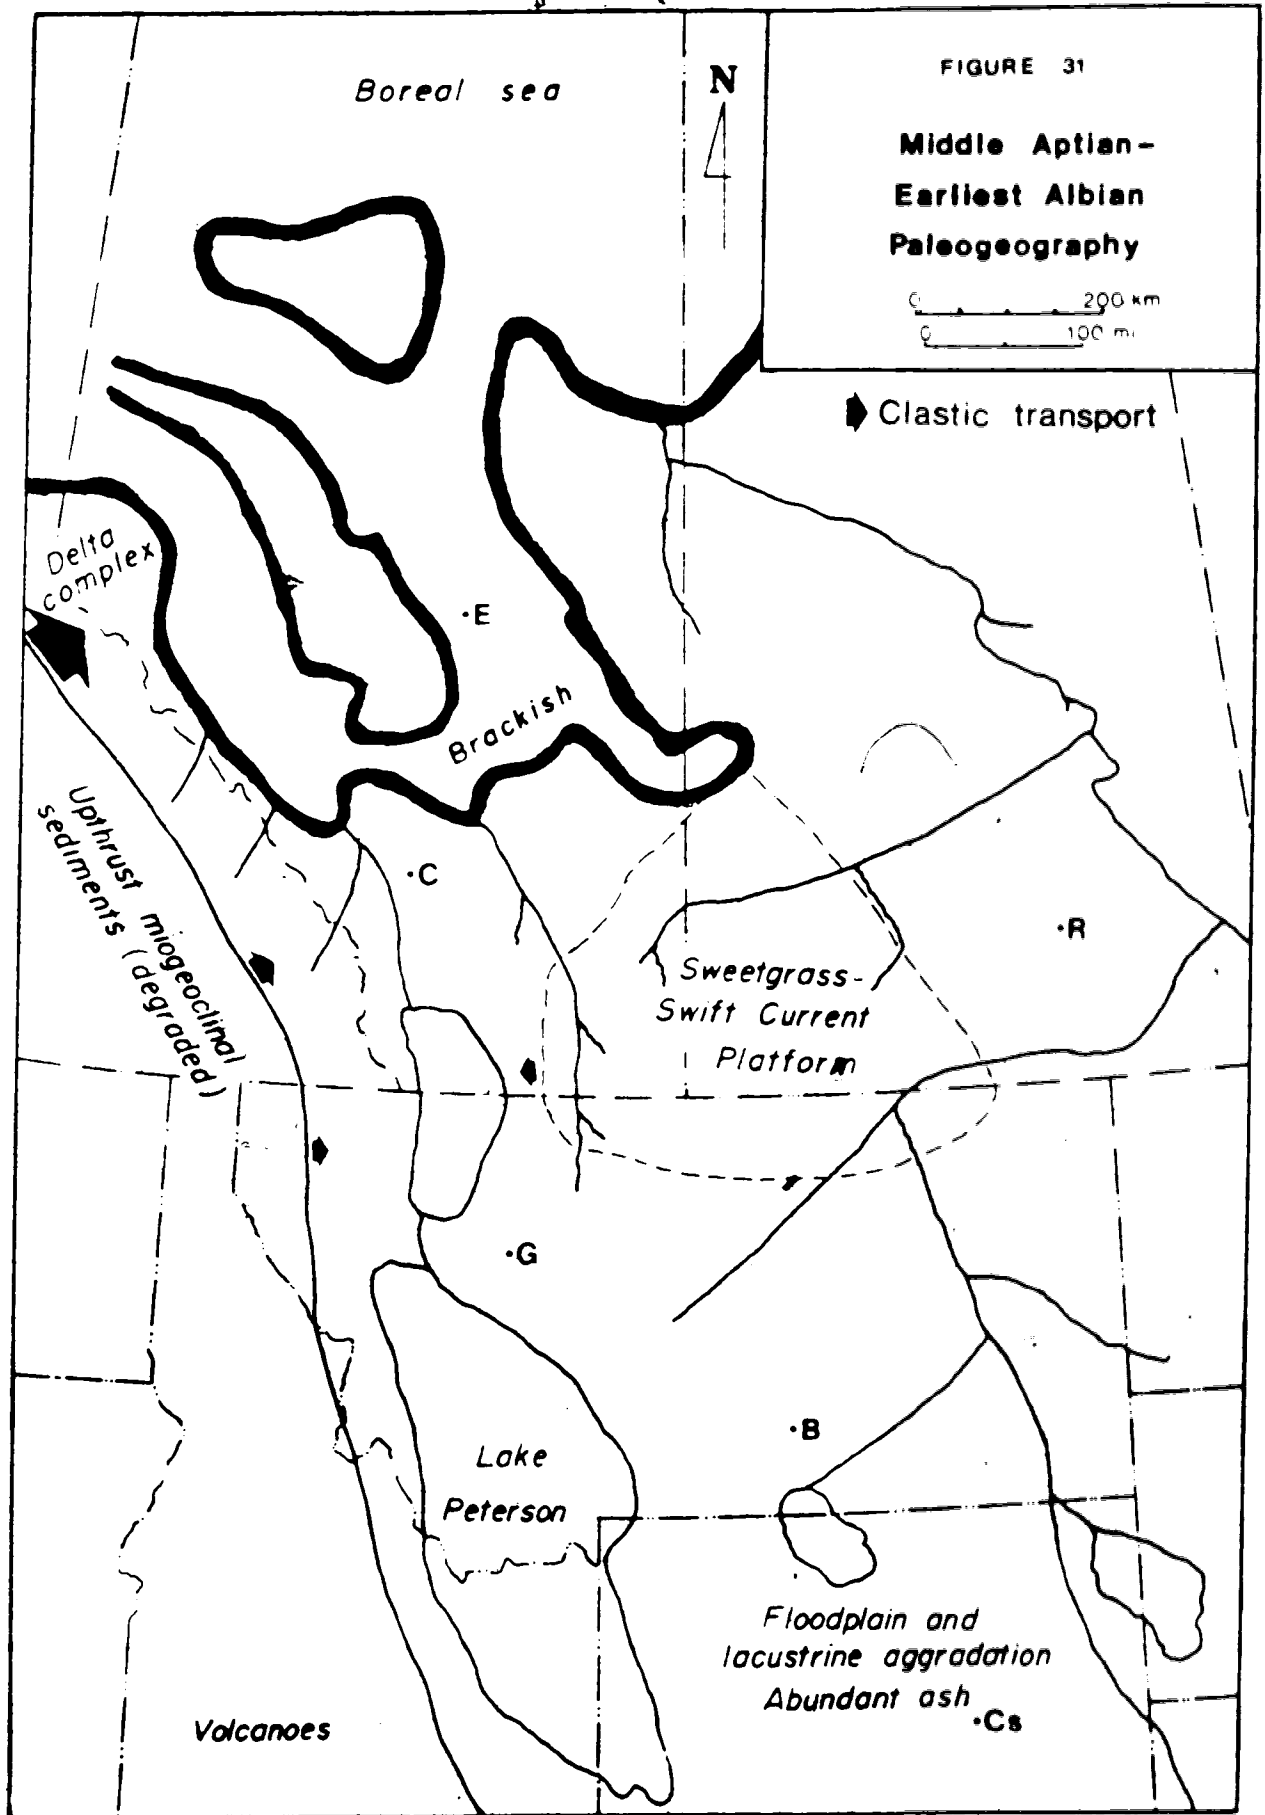 Boreal sea
N
FIGURE 31
Middle Aptian-
Earliest Albian
Paleogeography
0 200 km
0 100 mi
Clastic transport
Delta
complex
·E
Brackish
Upthrust miogeoclinal
sediments (degraded)
·C
·R
Sweetgrass-
Swift Current
Platform
·G
·B
Lake
Peterson
Floodplain and
lacustrine aggradation
Abundant ash
·Cs
Volcanoes